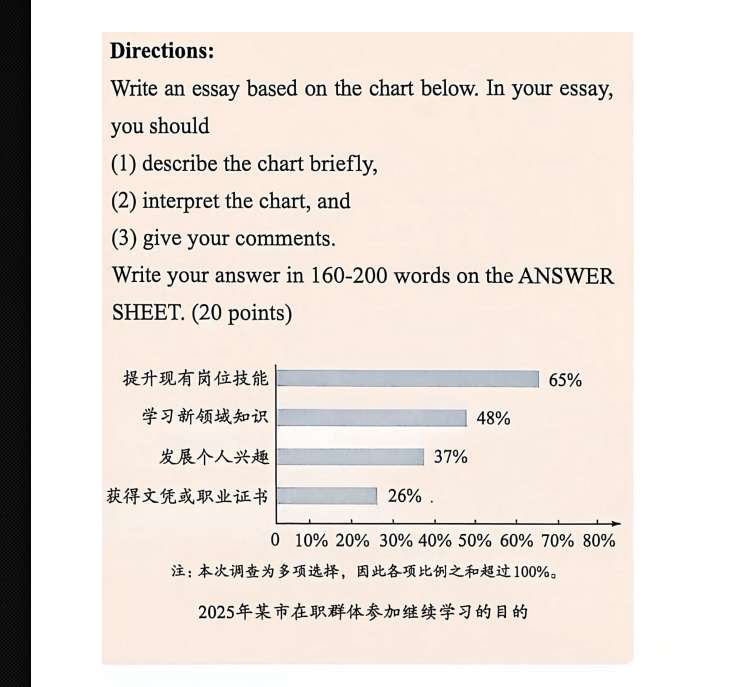 Directions:
Write an essay based on the chart below. In your essay,
you should
(1) describe the chart briefly,
(2) interpret the chart, and
(3) give your comments.
Write your answer in 160-200 words on the ANSWER
SHEET. (20 points)
提升现有岗位技能 65%
学习新领域知识 48%
发展个人兴趣 37%
获得文凭或职业证书 26%
0 10% 20% 30% 40% 50% 60% 70% 80%
注：本次调查为多项选择，因此各项比例之和超过100%。
2025年某市在职群体参加继续学习的目的